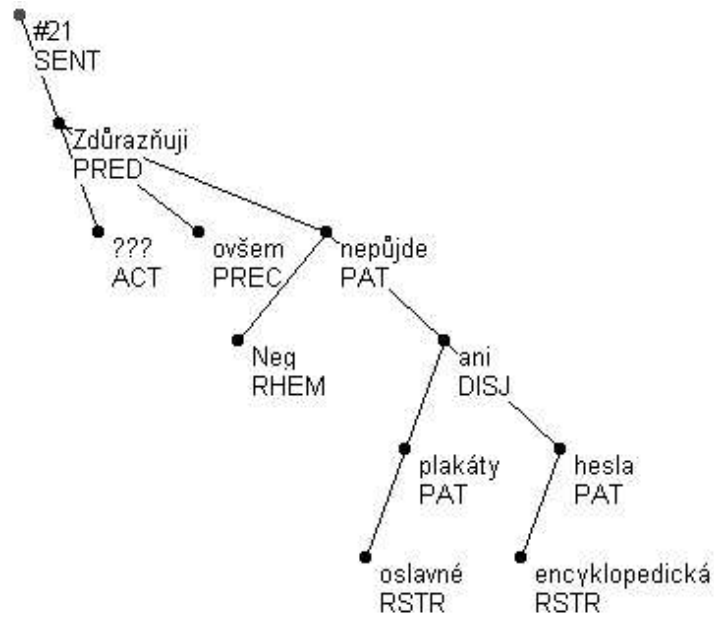 #21
SENT
Zdůrazňuji
PRED
???
ACT
ovšem
PREC
nepůjde
PAT
Neg
RHEM
ani
DISJ
plakáty
PAT
hesla
PAT
oslavné
RSTR
encyklopedická
RSTR